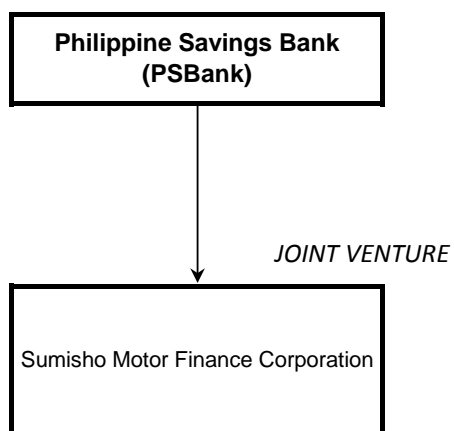 Philippine Savings Bank
(PSBank)
JOINT VENTURE
Sumisho Motor Finance Corporation